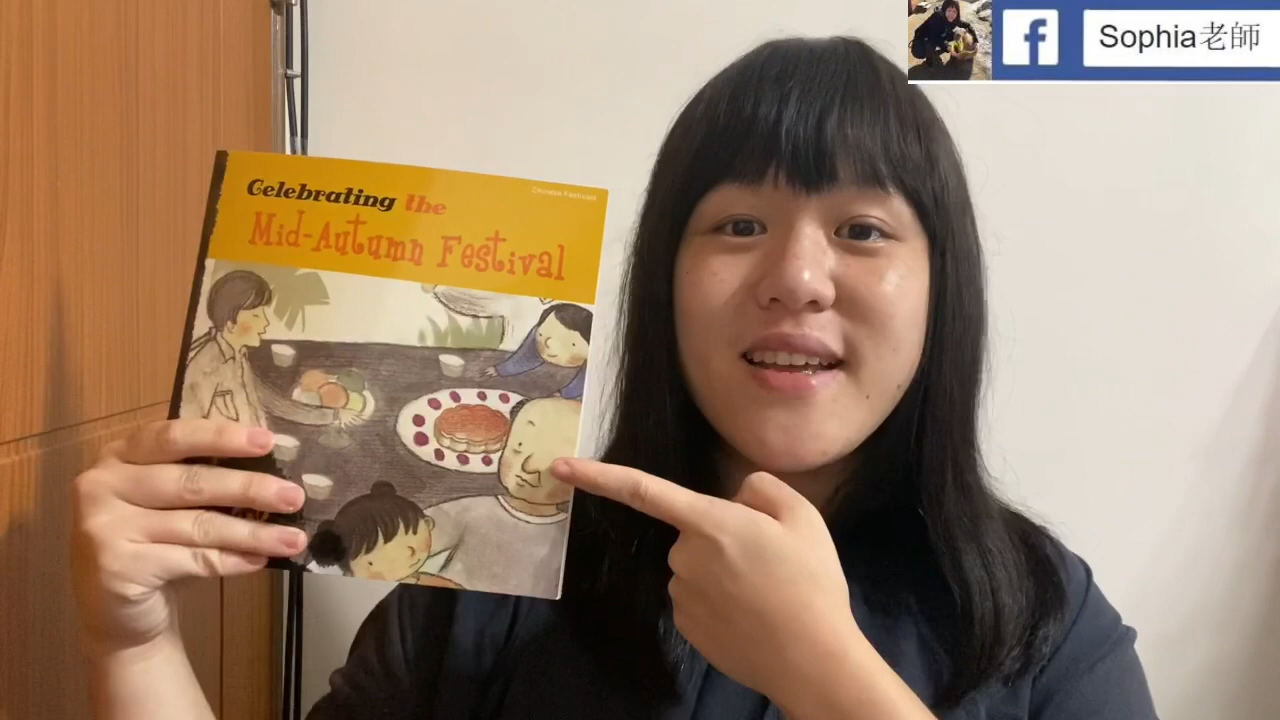 Sophia老師
Chinese Festivals
Celebrating the
Mid-Autumn Festival